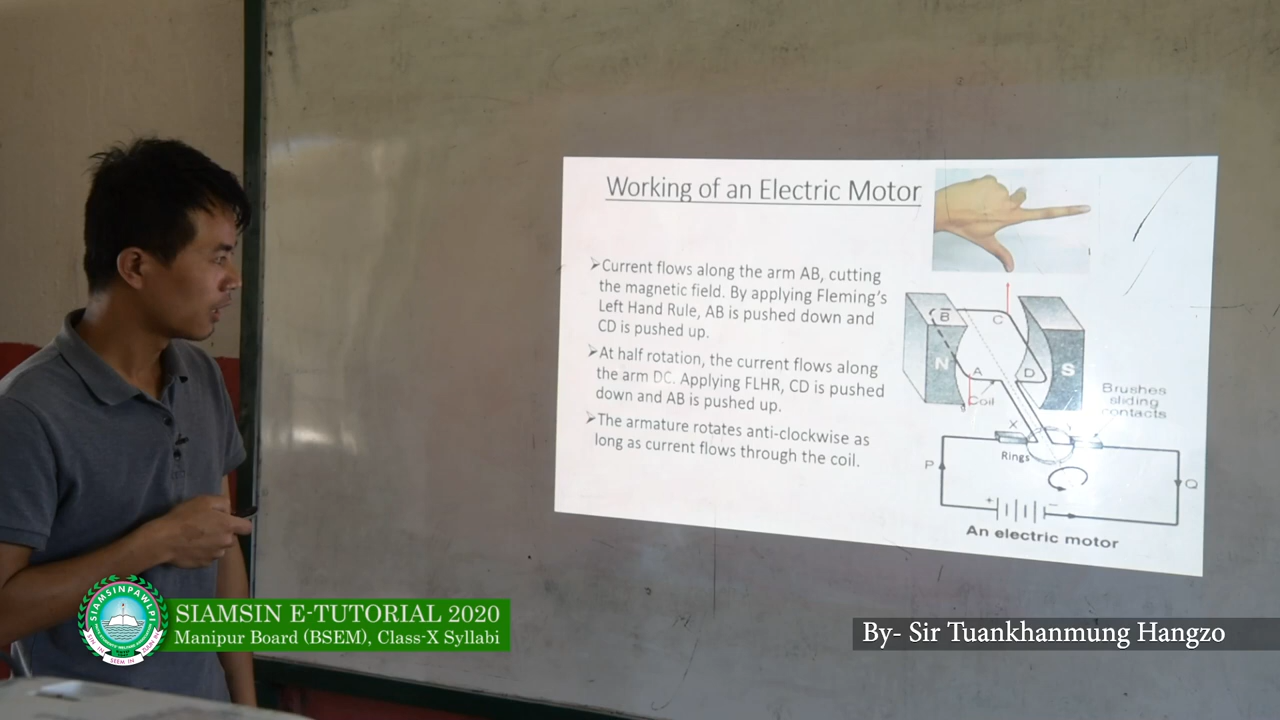 Working of an Electric Motor
➢Current flows along the arm AB, cutting
the magnetic field. By applying Fleming's
Left Hand Rule, AB is pushed down and
CD is pushed up.
➢At half rotation, the current flows along
the arm DC. Applying FLHR, CD is pushed
down and AB is pushed up.
➢The armature rotates anti-clockwise as
long as current flows through the coil.
B
C
N
A
D
S
Coil
Brushes
sliding
contacts
X
Rings
P
Q
+
−
An electric motor
SIAMSINPAWLPI
SEEM IN
SIAMSIN E-TUTORIAL 2020
Manipur Board (BSEM), Class-X Syllabi
By- Sir Tuankhanmung Hangzo